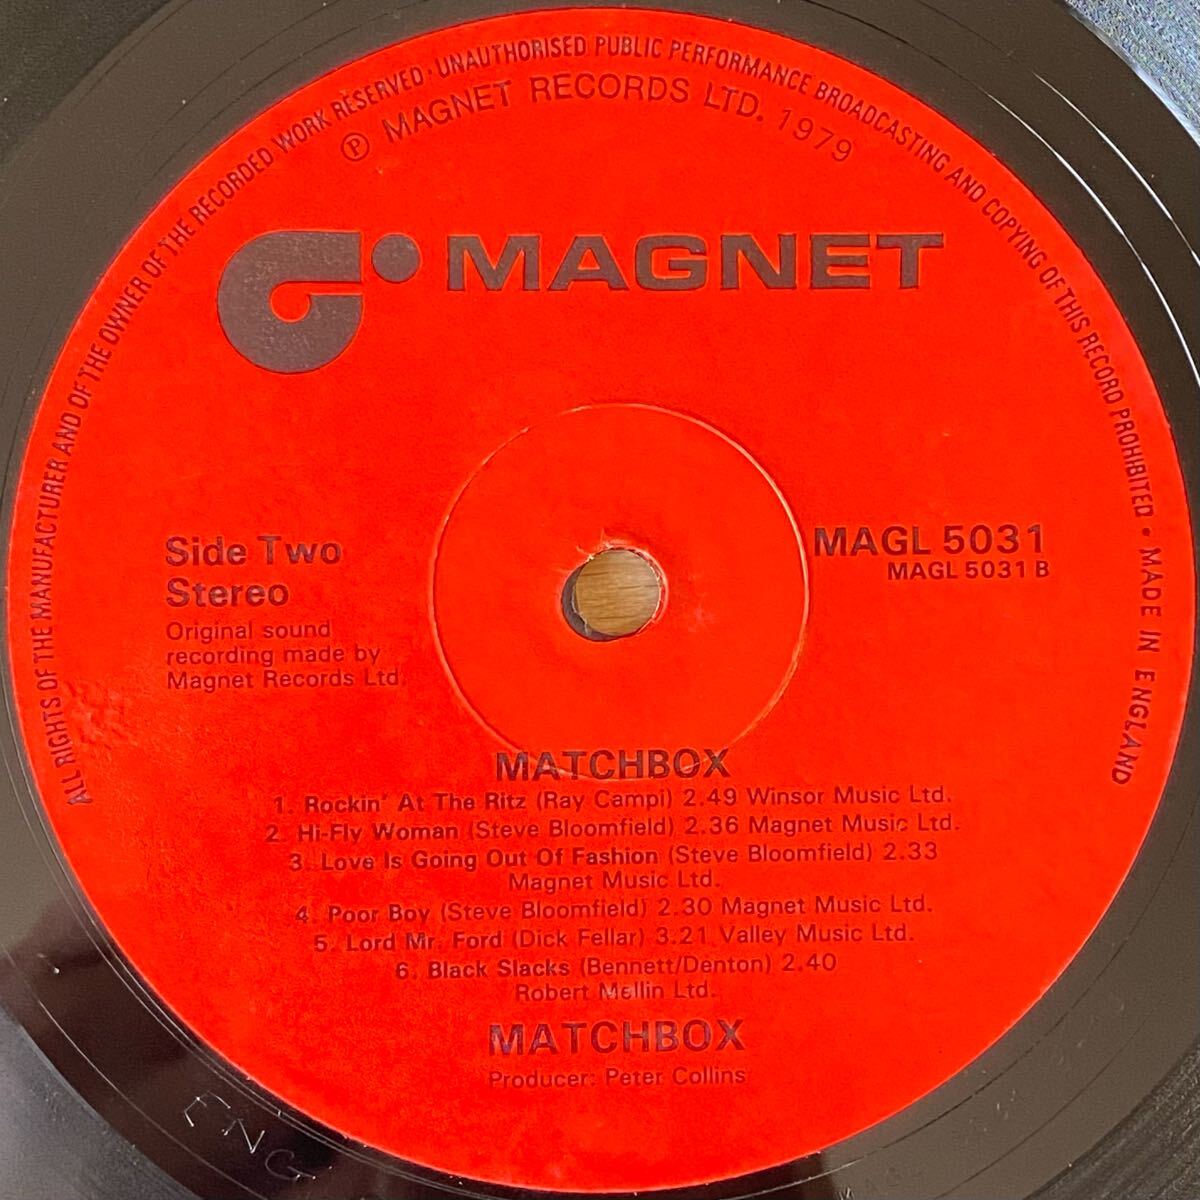 ALL RIGHTS OF THE MANUFACTURER AND OF THE OWNER OF THE RECORDED WORK RESERVED · UNAUTHORISED PUBLIC PERFORMANCE BROADCASTING AND COPYING OF THIS RECORD PROHIBITED • MADE IN ENGLAND
℗ MAGNET RECORDS LTD. 1979
MAGNET
Side Two
Stereo
Original sound
recording made by
Magnet Records Ltd
MAGL 5031
MAGL 5031 B
MATCHBOX
1. Rockin' At The Ritz (Ray Campi) 2.49 Winsor Music Ltd.
2. Hi-Fly Woman (Steve Bloomfield) 2.36 Magnet Music Ltd.
3. Love Is Going Out Of Fashion (Steve Bloomfield) 2.33
Magnet Music Ltd.
4. Poor Boy (Steve Bloomfield) 2.30 Magnet Music Ltd.
5. Lord Mr. Ford (Dick Fellar) 3.21 Valley Music Ltd.
6. Black Slacks (Bennett/Denton) 2.40
Robert Mellin Ltd.
MATCHBOX
Producer: Peter Collins
ENG